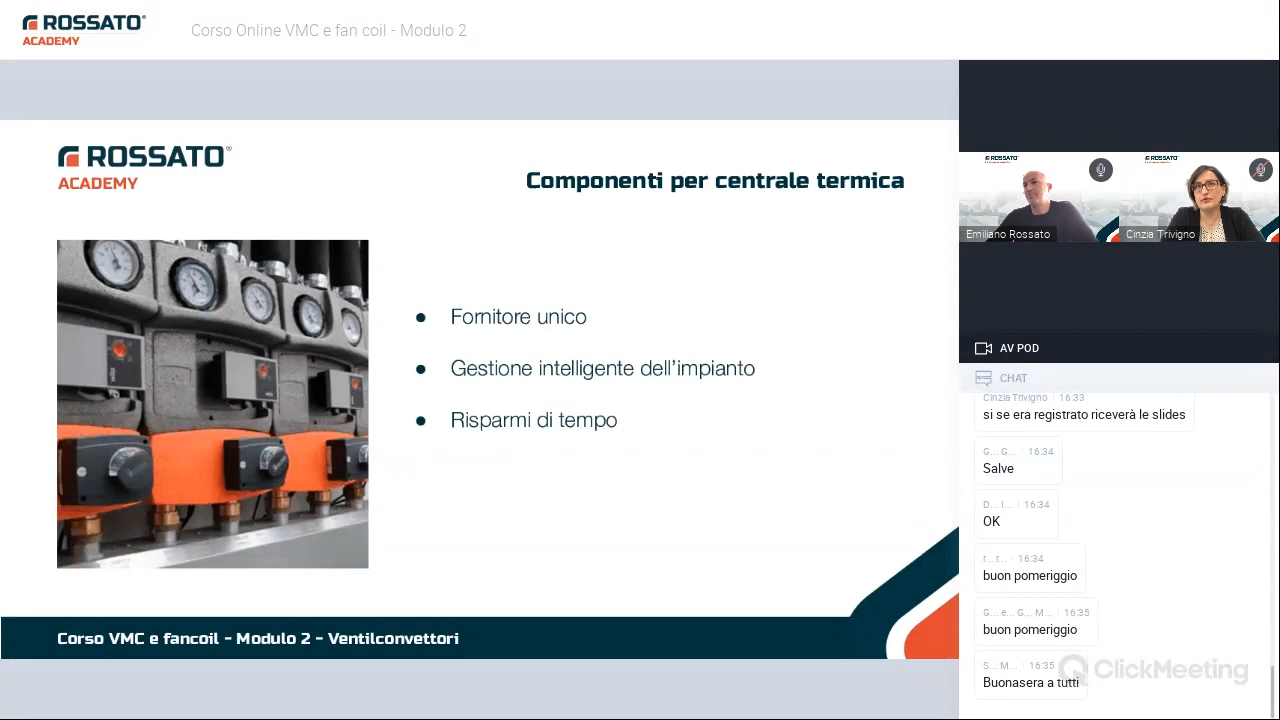 ROSSATO®
ACADEMY
Corso Online VMC e fan coil - Modulo 2
ROSSATO®
ACADEMY
Componenti per centrale termica
● Fornitore unico
● Gestione intelligente dell'impianto
● Risparmi di tempo
Corso VMC e fancoil - Modulo 2 - Ventilconvettori
ROSSATO
Emiliano Rossato
ROSSATO
Cinzia Trivigno
AV POD
CHAT
Cinzia Trivigno 16:33
si se era registrato riceverà le slides
G... G... 16:34
Salve
D... I... 16:34
OK
r... r... 16:34
buon pomeriggio
G... e... G... M... 16:35
buon pomeriggio
S... M... 16:35
Buonasera a tutti
ClickMeeting